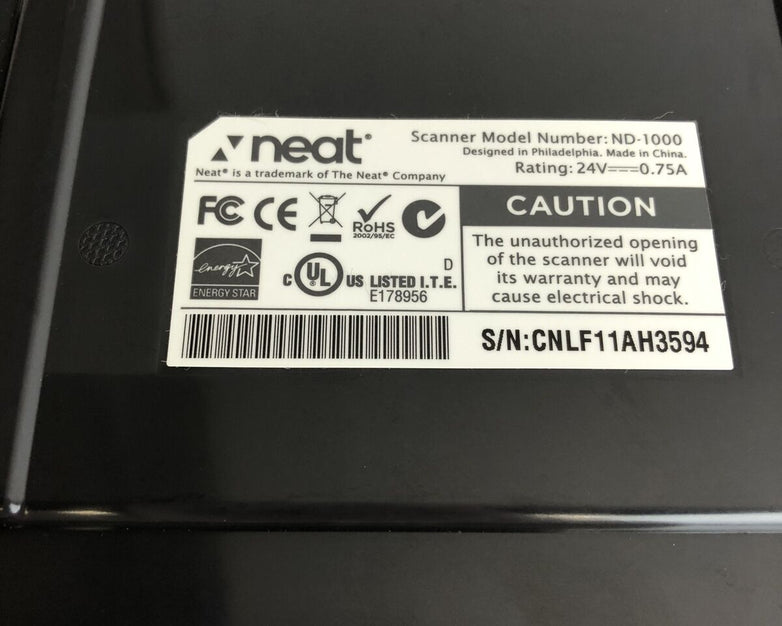 neat®
Scanner Model Number: ND-1000
Designed in Philadelphia. Made in China.
Rating: 24V⎓0.75A
Neat® is a trademark of The Neat® Company
FC CE RoHS
2002/95/EC
energy
ENERGY STAR
C UL US LISTED I.T.E.
D
E178956
CAUTION
The unauthorized opening
of the scanner will void
its warranty and may
cause electrical shock.
S/N:CNLF11AH3594